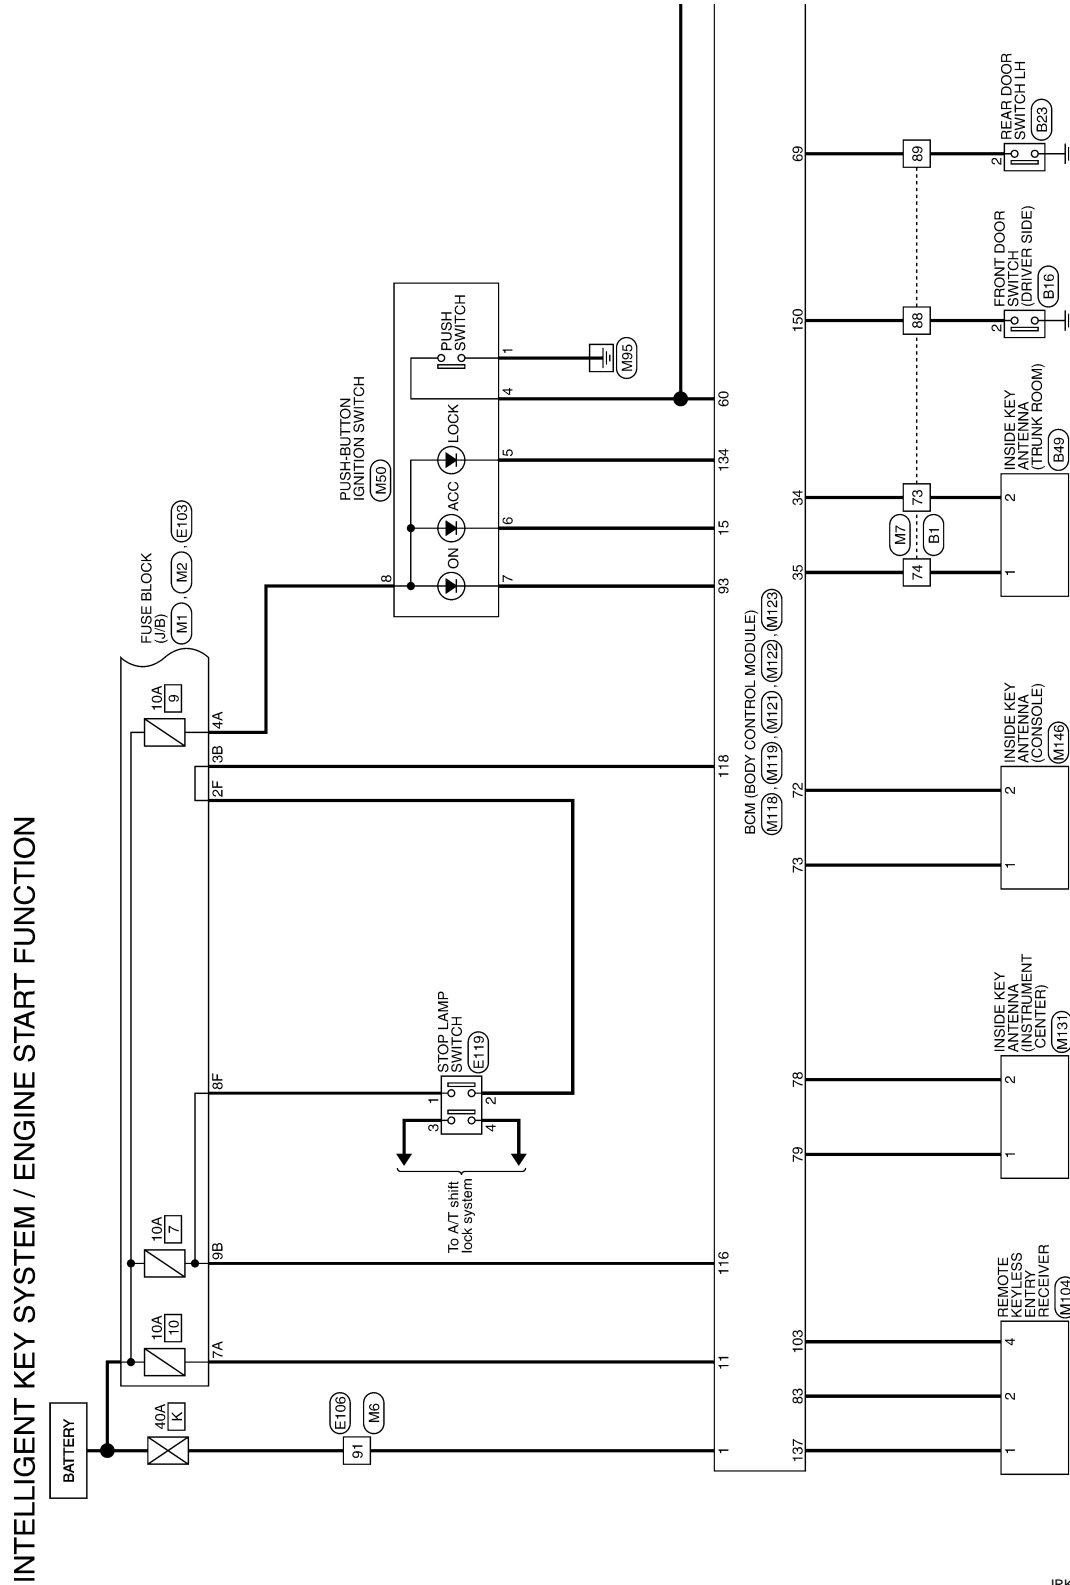 INTELLIGENT KEY SYSTEM / ENGINE START FUNCTION
BATTERY
40A
K
E106
M6
91
10A
10
7A
10A
7
9B
8F
2F
3B
10A
9
4A
FUSE BLOCK
(J/B)
M1 , M2 , E103
To A/T shift
lock system
3
4
1
2
STOP LAMP
SWITCH
E119
PUSH-BUTTON
IGNITION SWITCH
M50
8
ON
ACC
LOCK
PUSH
SWITCH
7
6
5
4
1
M95
1
11
116
118
93
15
134
60
BCM (BODY CONTROL MODULE)
M118 , M119 , M121 , M122 , M123
137
83
103
79
78
73
72
35
34
150
69
74
M7
B1
73
88
89
1
2
4
REMOTE
KEYLESS
ENTRY
RECEIVER
M104
1
2
INSIDE KEY
ANTENNA
(INSTRUMENT
CENTER)
M131
1
2
INSIDE KEY
ANTENNA
(CONSOLE)
M146
1
2
INSIDE KEY
ANTENNA
(TRUNK ROOM)
B49
2
FRONT DOOR
SWITCH
(DRIVER SIDE)
B16
2
REAR DOOR
SWITCH LH
B23